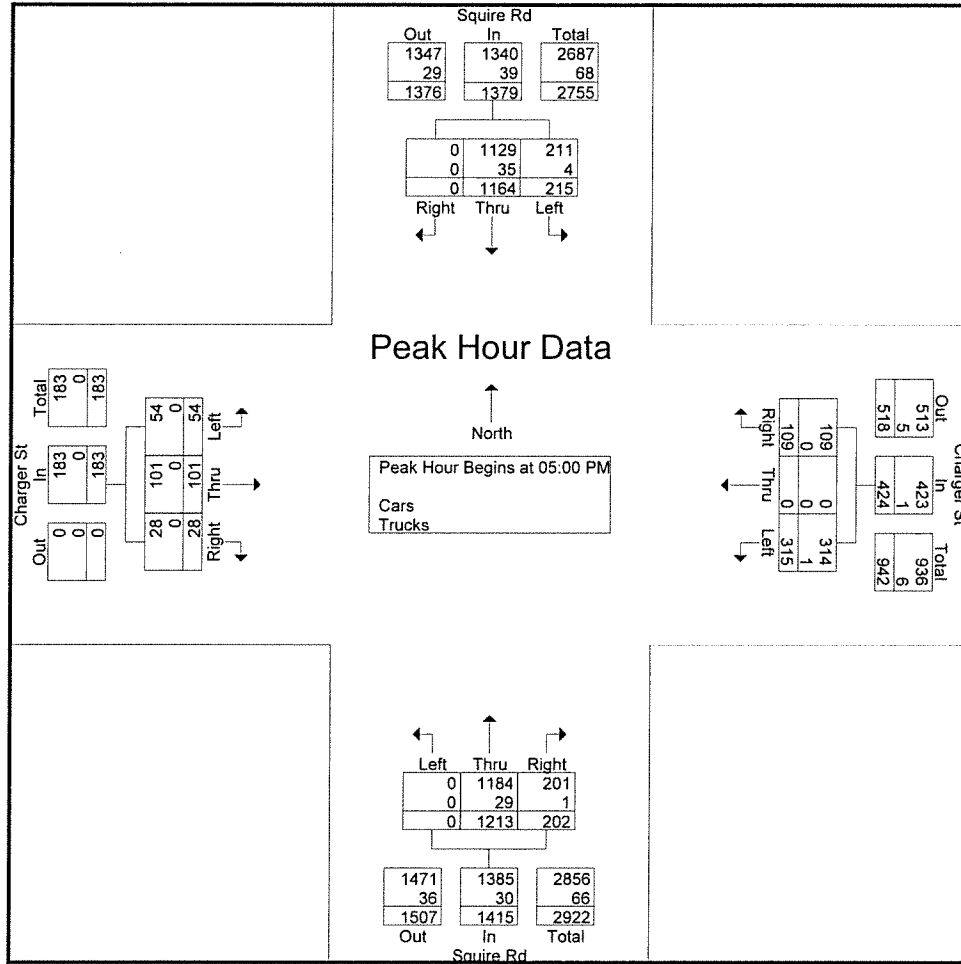 Squire Rd
Out In Total
1347 1340 2687
29 39 68
1376 1379 2755
0 1129 211
0 35 4
0 1164 215
Right Thru Left
Peak Hour Data
North
Peak Hour Begins at 05:00 PM
Cars
Trucks
Charger St
Total In Out
183 183 0
0 0 0
183 183 0
54 101 28
0 0 0
54 101 28
Left Thru Right
Right Thru Left
109 0 315
0 0 1
109 0 314
Out In Total
513 423 936
5 1 6
518 424 942
Charger St
Left Thru Right
0 1184 201
0 29 1
0 1213 202
1471 1385 2856
36 30 66
1507 1415 2922
Out In Total
Squire Rd